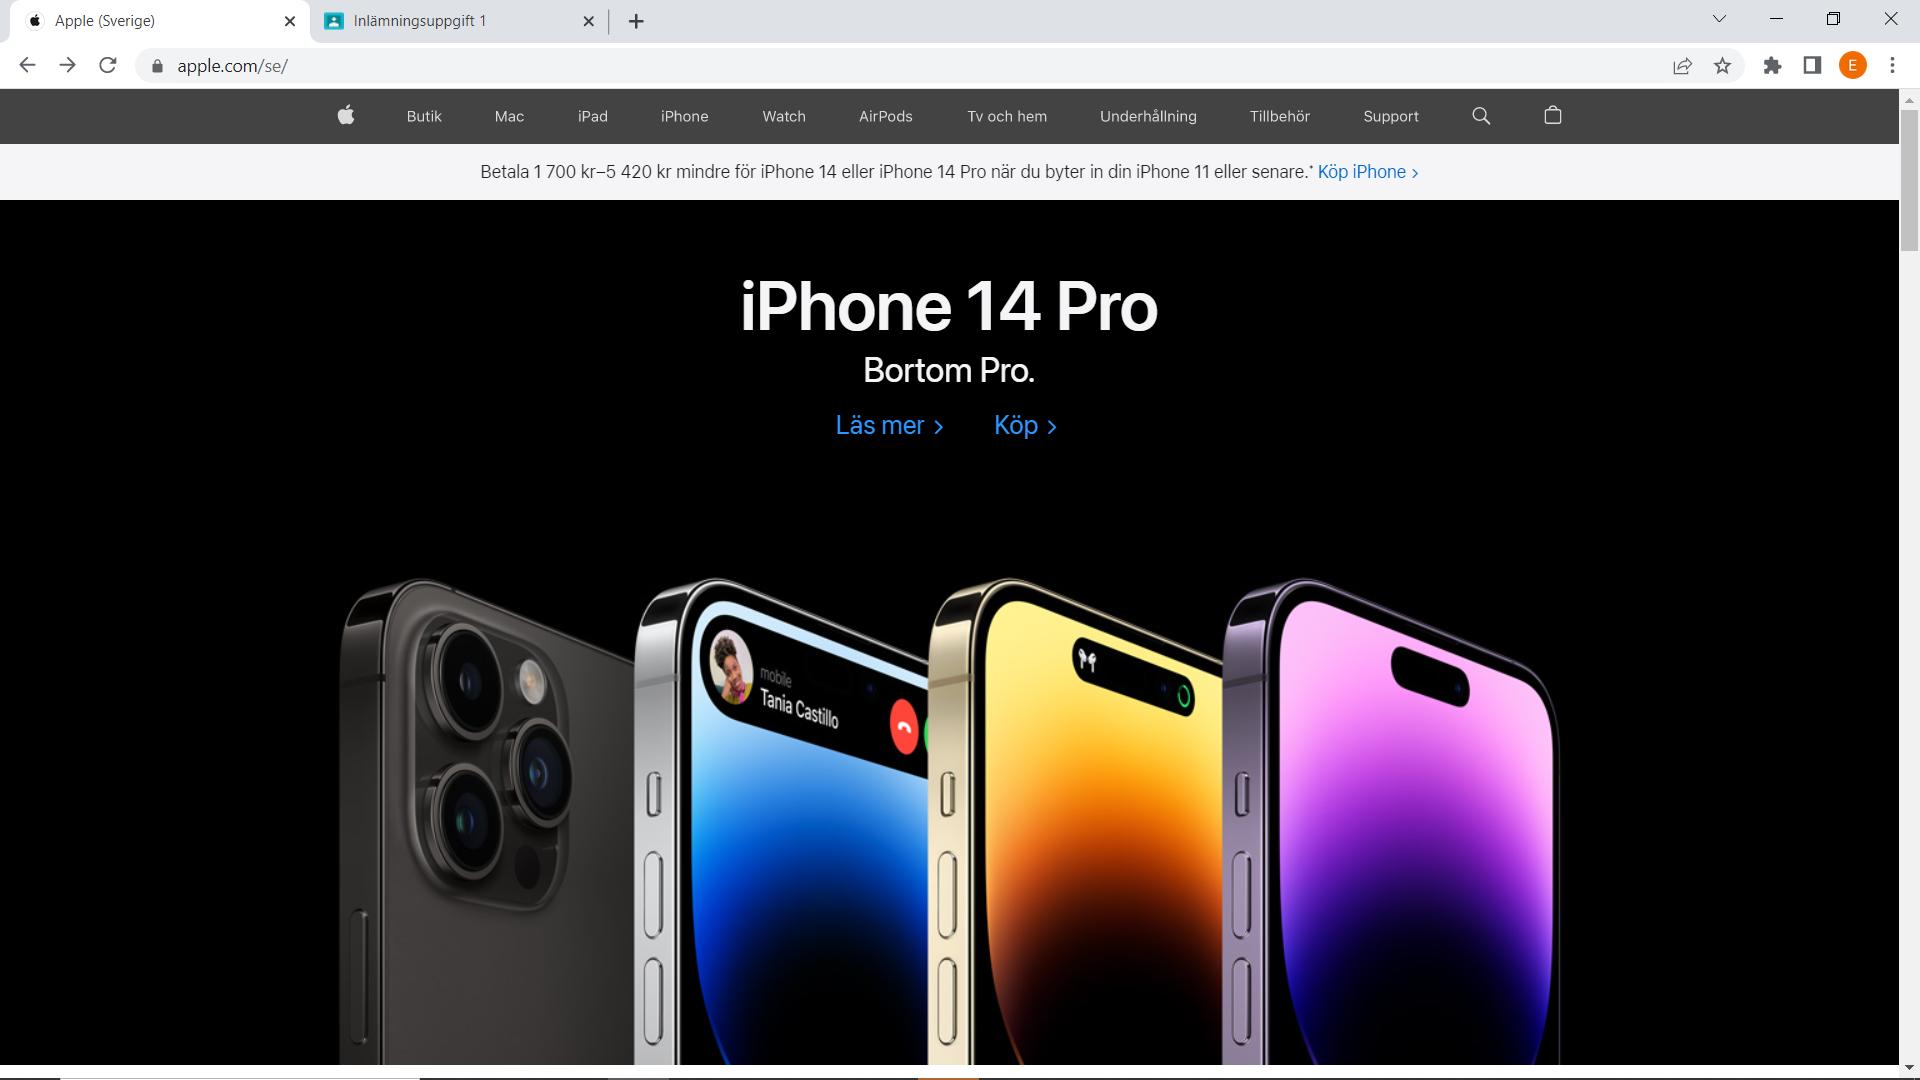 Apple (Sverige)
Inlämningsuppgift 1
apple.com/se/
E
Butik
Mac
iPad
iPhone
Watch
AirPods
Tv och hem
Underhållning
Tillbehör
Support
Betala 1 700 kr–5 420 kr mindre för iPhone 14 eller iPhone 14 Pro när du byter in din iPhone 11 eller senare.* Köp iPhone >
iPhone 14 Pro
Bortom Pro.
Läs mer >
Köp >
mobile
Tania Castillo